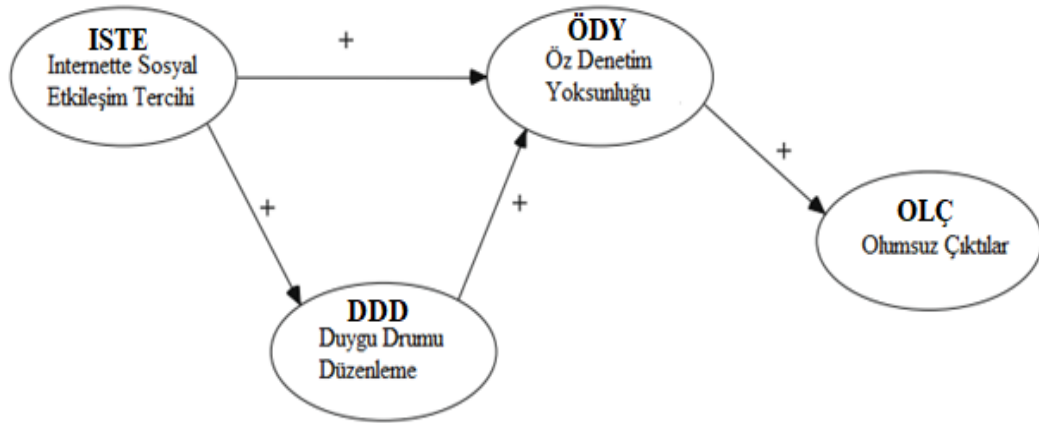 ISTE
Internette Sosyal
Etkileşim Tercihi
+
ÖDY
Öz Denetim
Yoksunluğu
+
+
+
OLÇ
Olumsuz Çıktılar
DDD
Duygu Drumu
Düzenleme